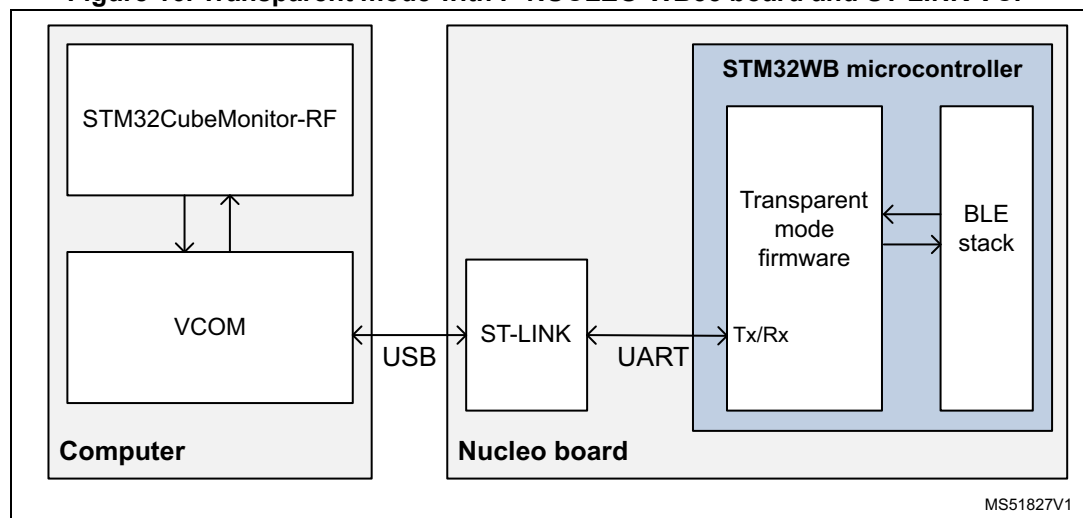 STM32WB microcontroller
STM32CubeMonitor-RF
Transparent
mode
firmware
BLE
stack
VCOM
ST-LINK
Tx/Rx
USB
UART
Computer
Nucleo board
MS51827V1